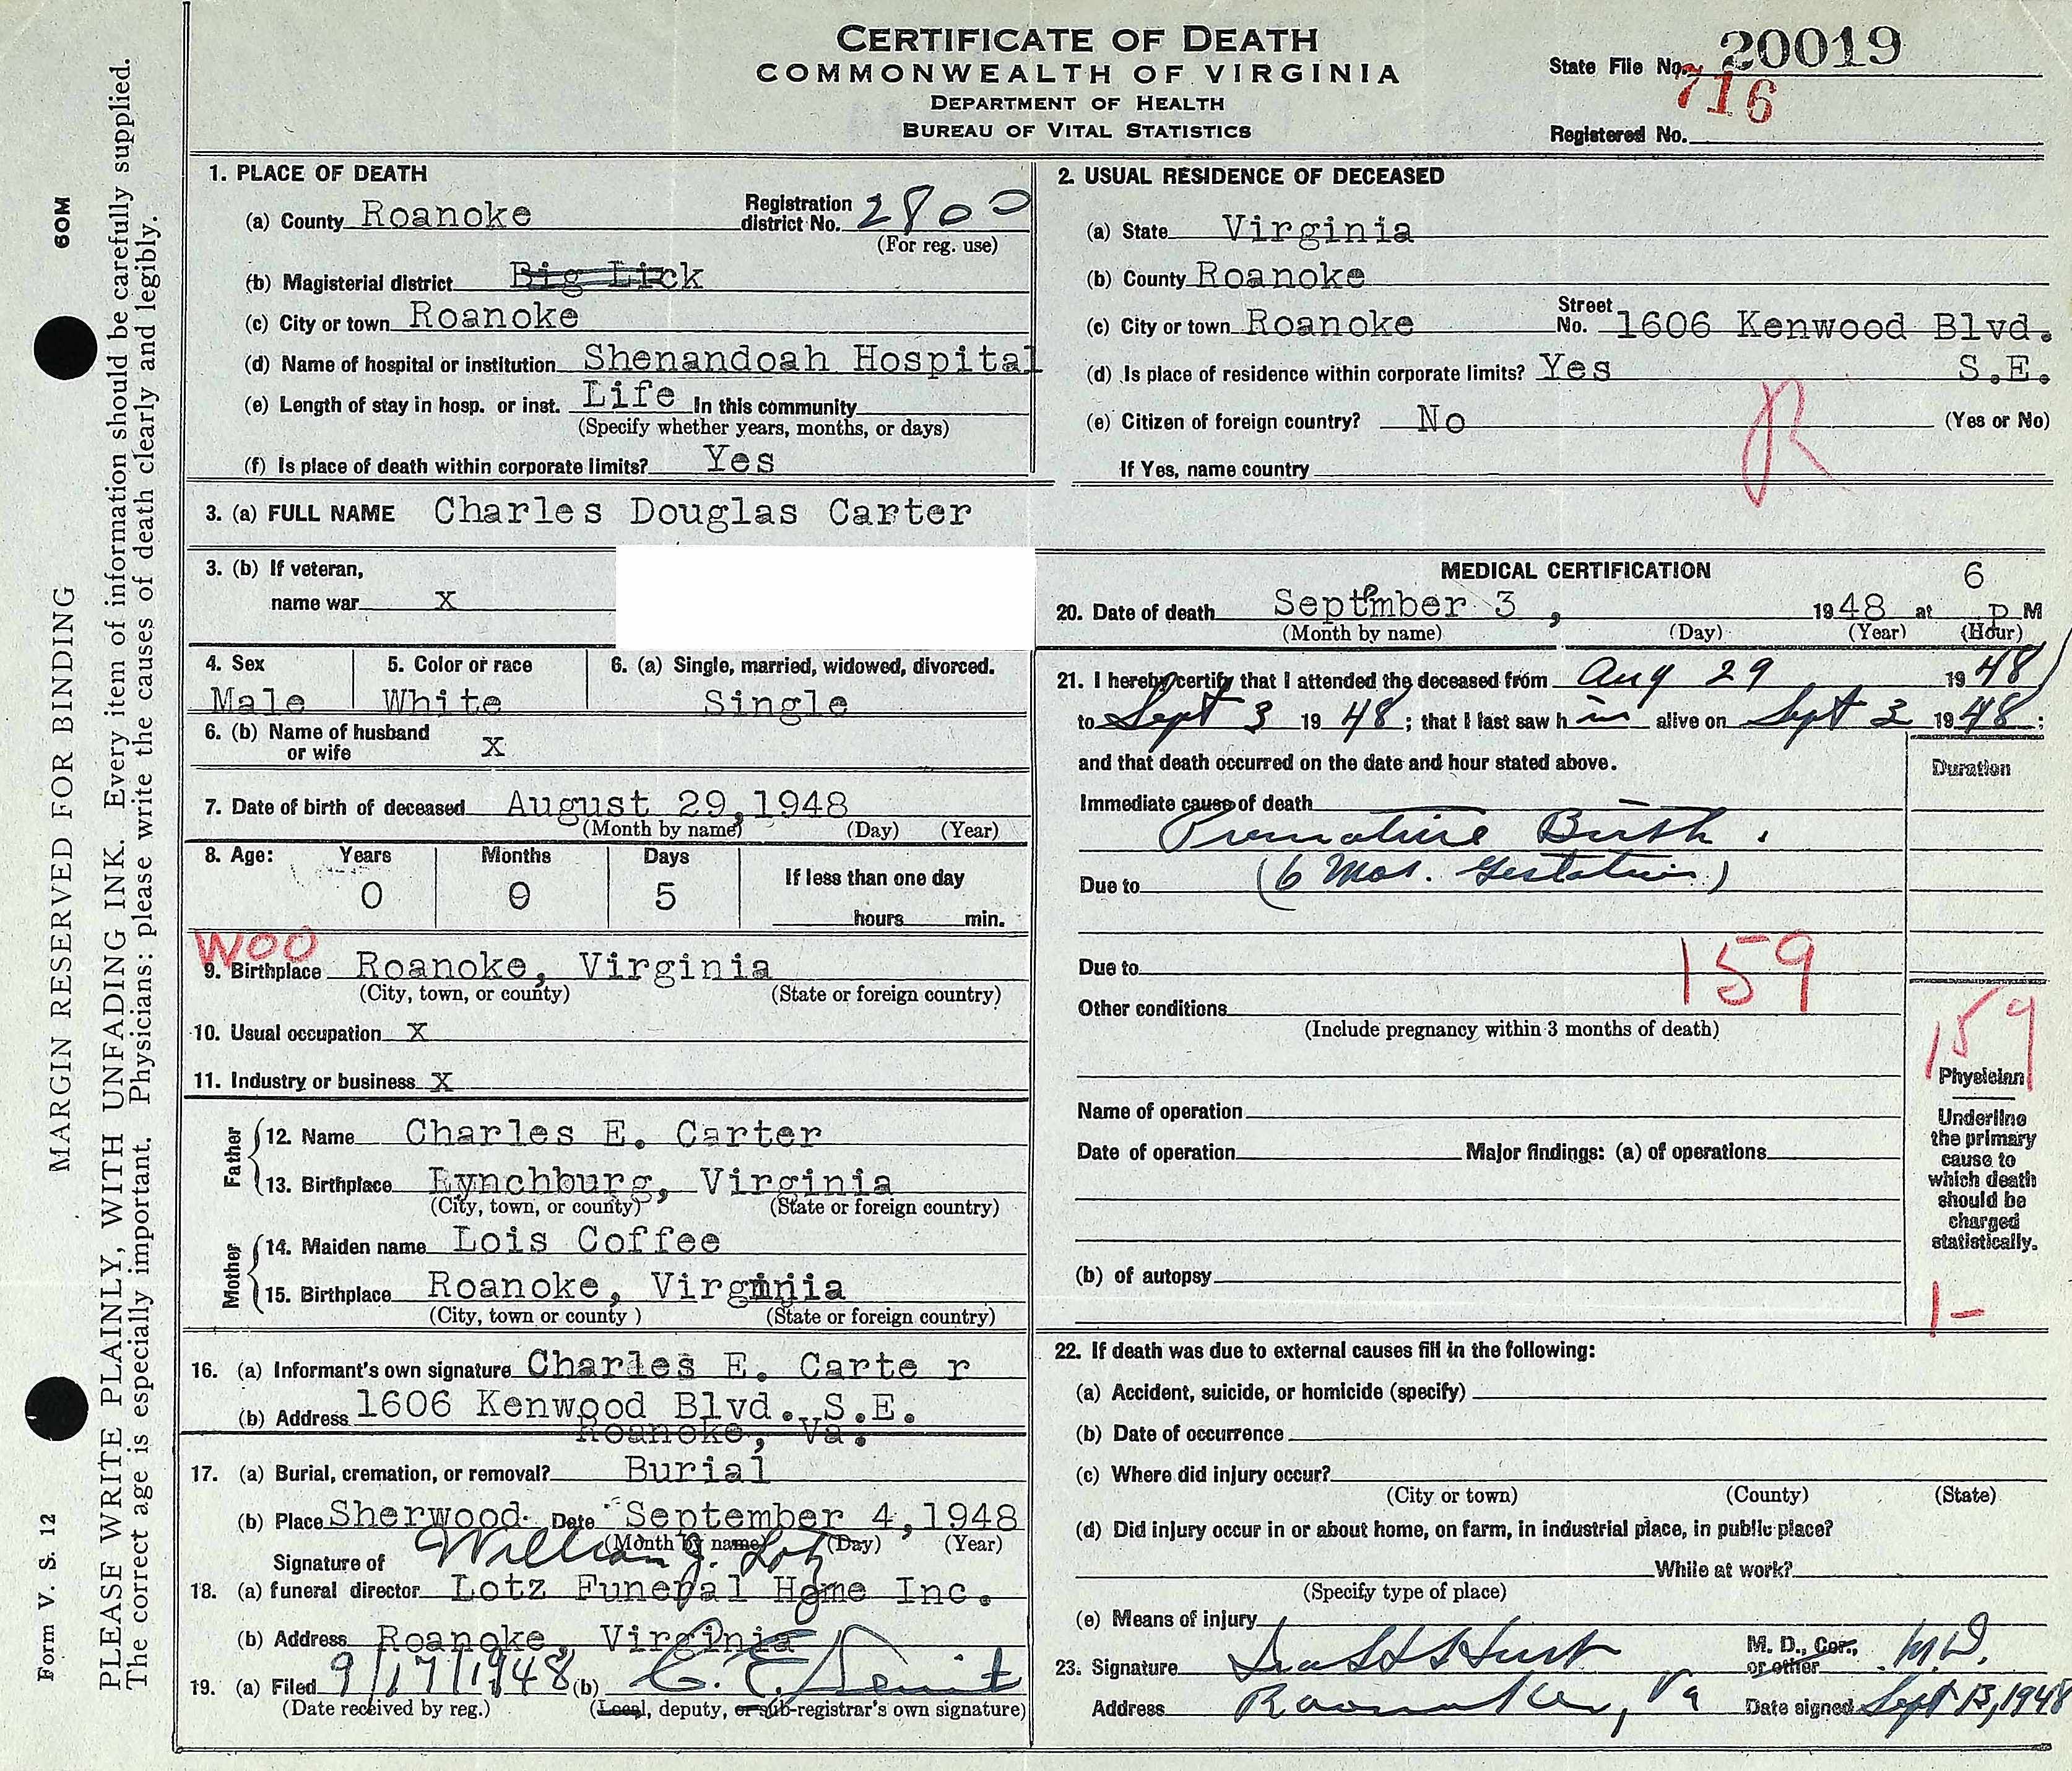 CERTIFICATE OF DEATH
COMMONWEALTH OF VIRGINIA
DEPARTMENT OF HEALTH
BUREAU OF VITAL STATISTICS
State File No. 20019
716
Registered No.
60M
MARGIN RESERVED FOR BINDING
Form V. S. 12
PLEASE WRITE PLAINLY, WITH UNFADING INK. Every item of information should be carefully supplied.
The correct age is especially important. Physicians: please write the causes of death clearly and legibly.
1. PLACE OF DEATH
(a) County Roanoke Registration district No. 2800
(For reg. use)
(b) Magisterial district Big Lick
(c) City or town Roanoke
(d) Name of hospital or institution Shenandoah Hospital
(e) Length of stay in hosp. or inst. Life In this community
(Specify whether years, months, or days)
(f) Is place of death within corporate limits? Yes
2. USUAL RESIDENCE OF DECEASED
(a) State Virginia
(b) County Roanoke
(c) City or town Roanoke Street No. 1606 Kenwood Blvd.
(d) Is place of residence within corporate limits? Yes S.E.
(e) Citizen of foreign country? No (Yes or No)
R
If Yes, name country
3. (a) FULL NAME Charles Douglas Carter
3. (b) If veteran,
name war X
4. Sex 5. Color or race 6. (a) Single, married, widowed, divorced.
Male White Single
6. (b) Name of husband
or wife X
7. Date of birth of deceased August 29, 1948
(Month by name) (Day) (Year)
8. Age: Years Months Days If less than one day
0 0 5
hours min.
WOO
9. Birthplace Roanoke, Virginia
(City, town, or county) (State or foreign country)
10. Usual occupation X
11. Industry or business X
Father
12. Name Charles E. Carter
13. Birthplace Lynchburg, Virginia
(City, town, or county) (State or foreign country)
Mother
14. Maiden name Lois Coffee
15. Birthplace Roanoke, Virginia
(City, town or county) (State or foreign country)
16. (a) Informant's own signature Charles E. Carte r
(b) Address 1606 Kenwood Blvd. S.E.
Roanoke, Va.
17. (a) Burial, cremation, or removal? Burial
(b) Place Sherwood Date September 4, 1948
(Month by name) (Day) (Year)
Signature of William J. Lotz
18. (a) funeral director Lotz Funeral Home Inc.
(b) Address Roanoke, Virginia
19. (a) Filed 9/17/1948 (b) C. E.
(Date received by reg.) (Local, deputy, or sub-registrar's own signature)
MEDICAL CERTIFICATION
6
20. Date of death September 3, 1948 at P M
(Month by name) (Day) (Year) (Hour)
21. I hereby certify that I attended the deceased from Aug 29 1948
to Sept 3 1948; that I last saw h im alive on Sept 3 1948:
and that death occurred on the date and hour stated above.
Duration
Immediate cause of death
Premature Birth.
Due to (6 Mos. Gestation)
Due to
159
Other conditions
(Include pregnancy within 3 months of death)
159
Physician
Underline
the primary
cause to
which death
should be
charged
statistically.
1-
Name of operation
Date of operation Major findings: (a) of operations
(b) of autopsy
22. If death was due to external causes fill in the following:
(a) Accident, suicide, or homicide (specify)
(b) Date of occurrence
(c) Where did injury occur?
(City or town) (County) (State)
(d) Did injury occur in or about home, on farm, in industrial place, in public place?
While at work?
(Specify type of place)
(e) Means of injury
23. Signature Ira H Hurt M. D., Cor., or other M.D.
Address Roanoke, Va Date signed Sept 13, 1948